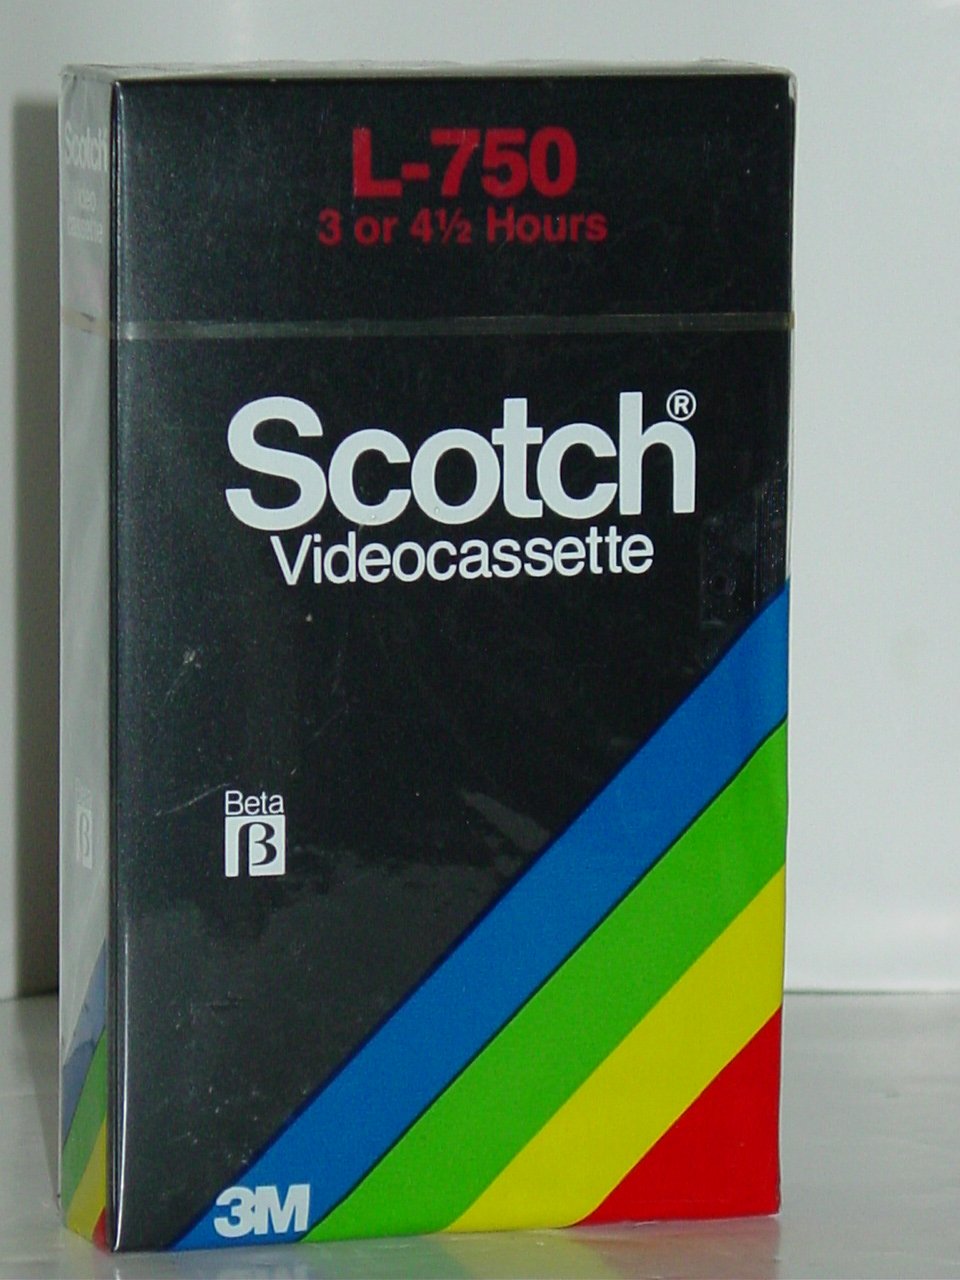 L-750
3 or 4½ Hours
Scotch®
Videocassette
Beta
β
3M
Scotch
Video
cassette